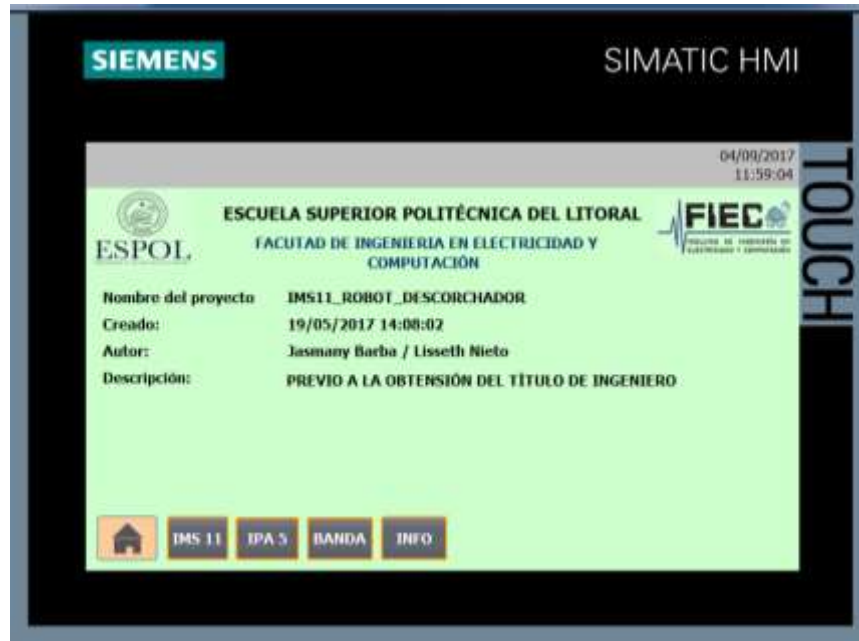 SIEMENS
SIMATIC HMI
TOUCH
04/09/2017
11:59:04
ESPOL
ESCUELA SUPERIOR POLITÉCNICA DEL LITORAL
FACUTAD DE INGENIERIA EN ELECTRICIDAD Y
COMPUTACIÓN
FIEC
Nombre del proyecto IMS11_ROBOT_DESCORCHADOR
Creado: 19/05/2017 14:08:02
Autor: Jasmany Barba / Lisseth Nieto
Descripción: PREVIO A LA OBTENSIÓN DEL TÍTULO DE INGENIERO
IMS 11 IPA 5 BANDA INFO